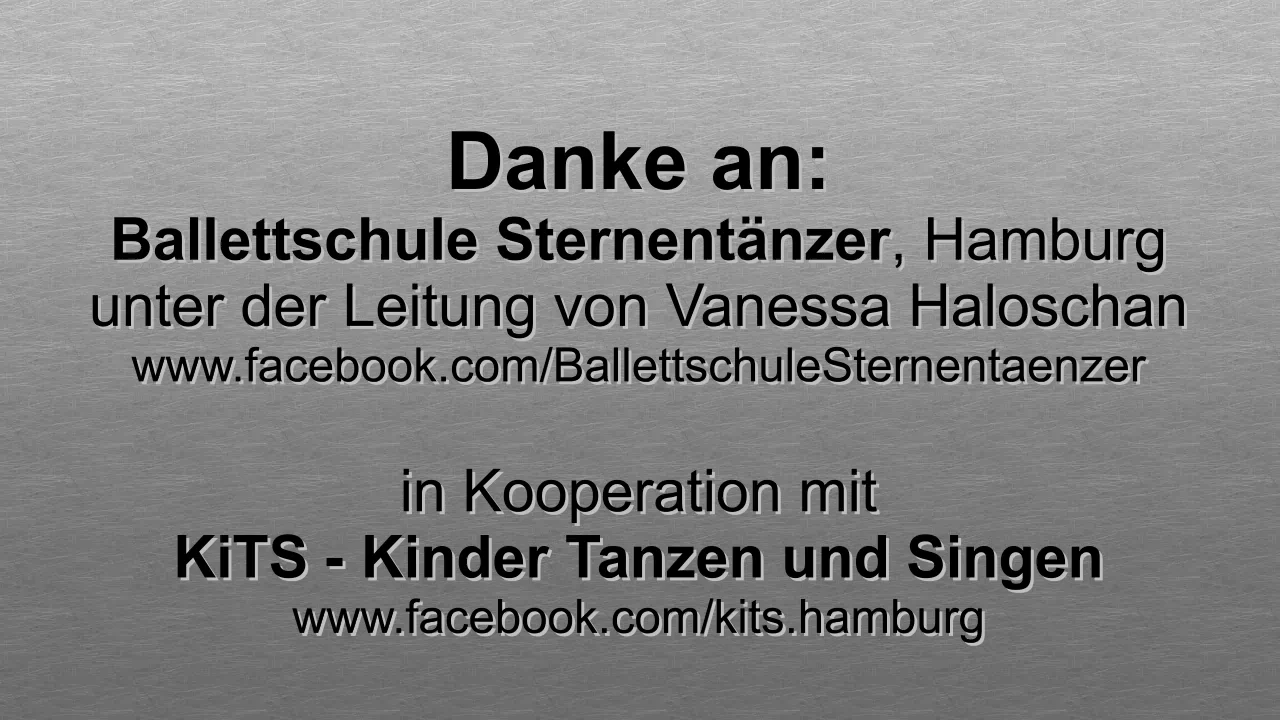 Danke an:
Ballettschule Sternentänzer, Hamburg
unter der Leitung von Vanessa Haloschan
www.facebook.com/BallettschuleSternentaenzer
in Kooperation mit
KiTS - Kinder Tanzen und Singen
www.facebook.com/kits.hamburg